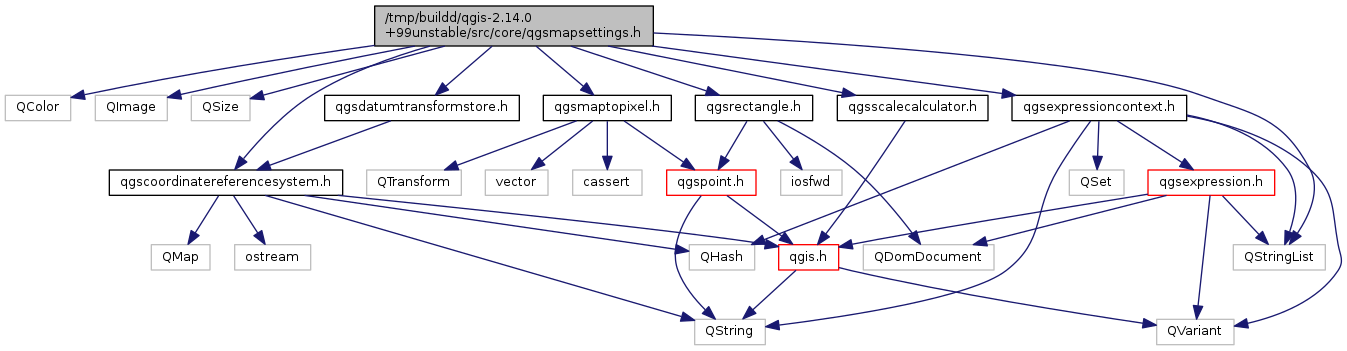 /tmp/buildd/qgis-2.14.0
+99unstable/src/core/qgsmapsettings.h
QColor
QImage
QSize
qgsdatumtransformstore.h
qgsmaptopixel.h
qgsrectangle.h
qgsscalecalculator.h
qgsexpressioncontext.h
qgscoordinatereferencesystem.h
QTransform
vector
cassert
qgspoint.h
iosfwd
QSet
qgsexpression.h
QMap
ostream
QHash
qgis.h
QDomDocument
QStringList
QString
QVariant